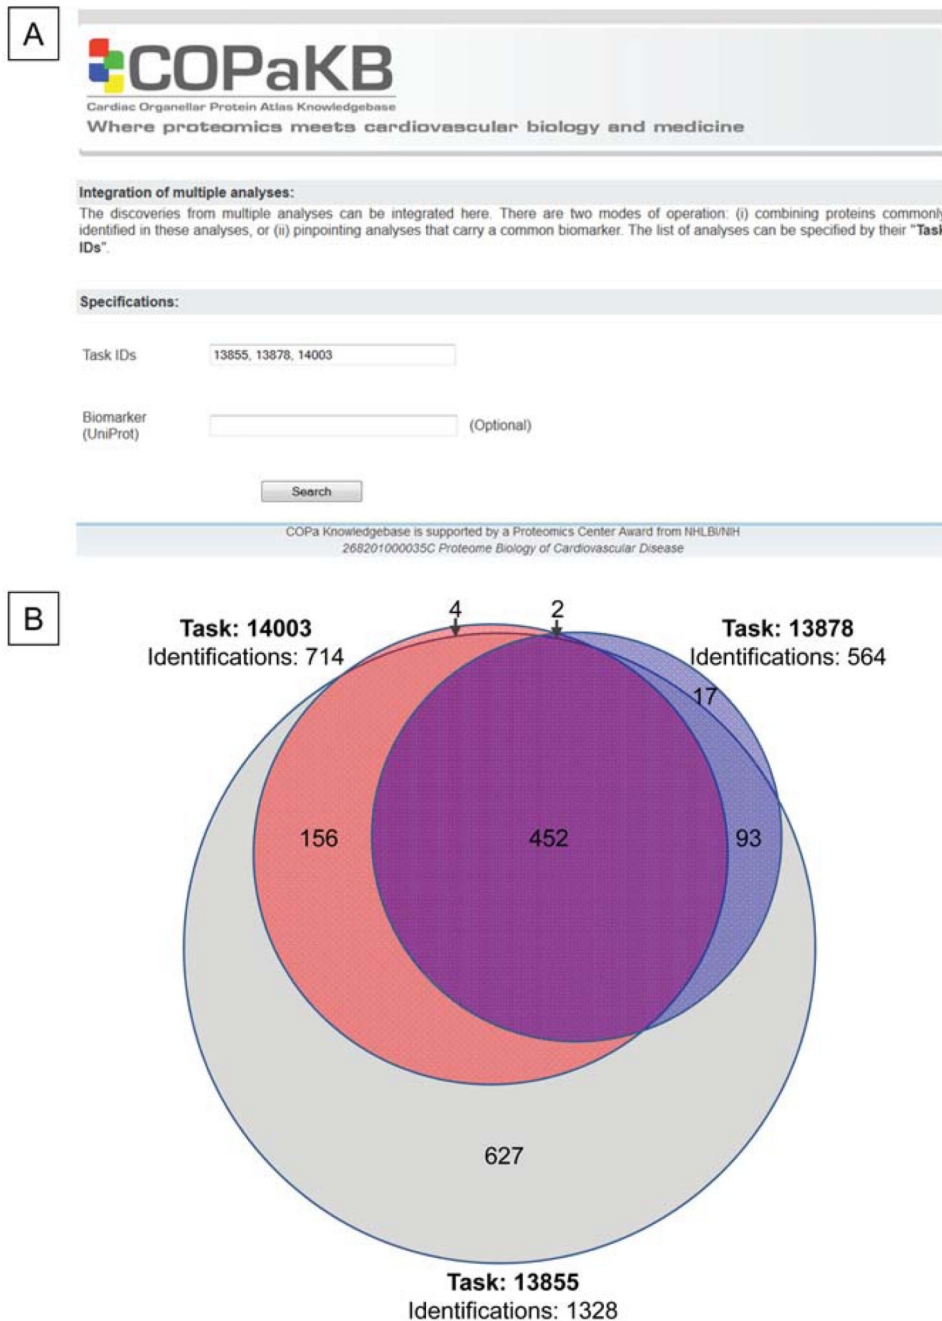 A
COPaKB
Cardiac Organellar Protein Atlas Knowledgebase
Where proteomics meets cardiovascular biology and medicine
Integration of multiple analyses:
The discoveries from multiple analyses can be integrated here. There are two modes of operation: (i) combining proteins commonly
identified in these analyses, or (ii) pinpointing analyses that carry a common biomarker. The list of analyses can be specified by their "Task
IDs".
Specifications:
Task IDs
13855, 13878, 14003
Biomarker
(UniProt)
(Optional)
Search
COPa Knowledgebase is supported by a Proteomics Center Award from NHLBI/NIH
268201000035C Proteome Biology of Cardiovascular Disease
B
4
2
Task: 14003
Identifications: 714
Task: 13878
Identifications: 564
17
156
452
93
627
Task: 13855
Identifications: 1328